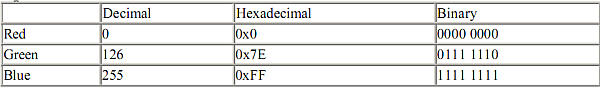 Decimal Hexadecimal Binary
Red 0 0x0 0000 0000
Green 126 0x7E 0111 1110
Blue 255 0xFF 1111 1111